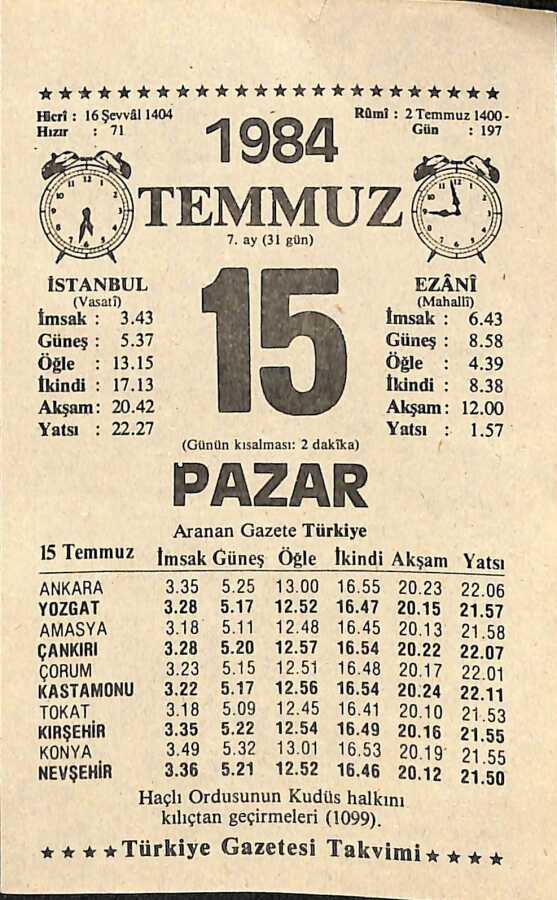 ★★★★★★★★★★★★★★★★★★★★★★★★
Hicrî : 16 Şevvâl 1404
Hızır : 71
Rûmî : 2 Temmuz 1400-
Gün : 197
1984
TEMMUZ
7. ay (31 gün)
15
İSTANBUL
(Vasatî)
İmsak : 3.43
Güneş : 5.37
Öğle : 13.15
İkindi : 17.13
Akşam: 20.42
Yatsı : 22.27
EZÂNÎ
(Mahallî)
İmsak : 6.43
Güneş : 8.58
Öğle : 4.39
İkindi : 8.38
Akşam: 12.00
Yatsı : 1.57
(Günün kısalması: 2 dakîka)
PAZAR
Aranan Gazete Türkiye
15 Temmuz İmsak Güneş Öğle İkindi Akşam Yatsı
ANKARA 3.35 5.25 13.00 16.55 20.23 22.06
YOZGAT 3.28 5.17 12.52 16.47 20.15 21.57
AMASYA 3.18 5.11 12.48 16.45 20.13 21.58
ÇANKIRI 3.28 5.20 12.57 16.54 20.22 22.07
ÇORUM 3.23 5.15 12.51 16.48 20.17 22.01
KASTAMONU 3.22 5.17 12.56 16.54 20.24 22.11
TOKAT 3.18 5.09 12.45 16.41 20.10 21.53
KIRŞEHİR 3.35 5.22 12.54 16.49 20.16 21.55
KONYA 3.49 5.32 13.01 16.53 20.19 21.55
NEVŞEHİR 3.36 5.21 12.52 16.46 20.12 21.50
Haçlı Ordusunun Kudüs halkını
kılıçtan geçirmeleri (1099).
★★★★Türkiye Gazetesi Takvimi★★★★